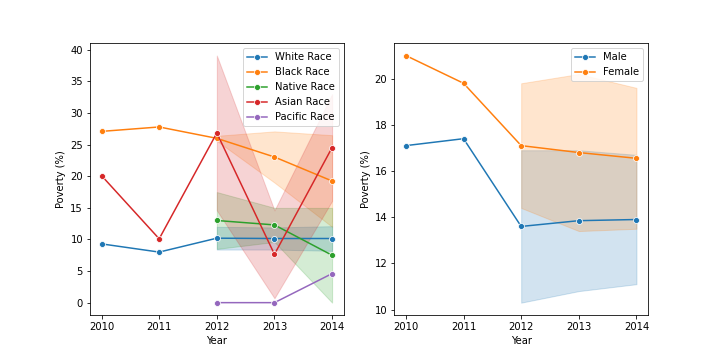 40
35
30
25
20
15
10
5
0
Poverty (%)
2010 2011 2012 2013 2014
Year
White Race
Black Race
Native Race
Asian Race
Pacific Race
20
18
16
14
12
10
Poverty (%)
2010 2011 2012 2013 2014
Year
Male
Female